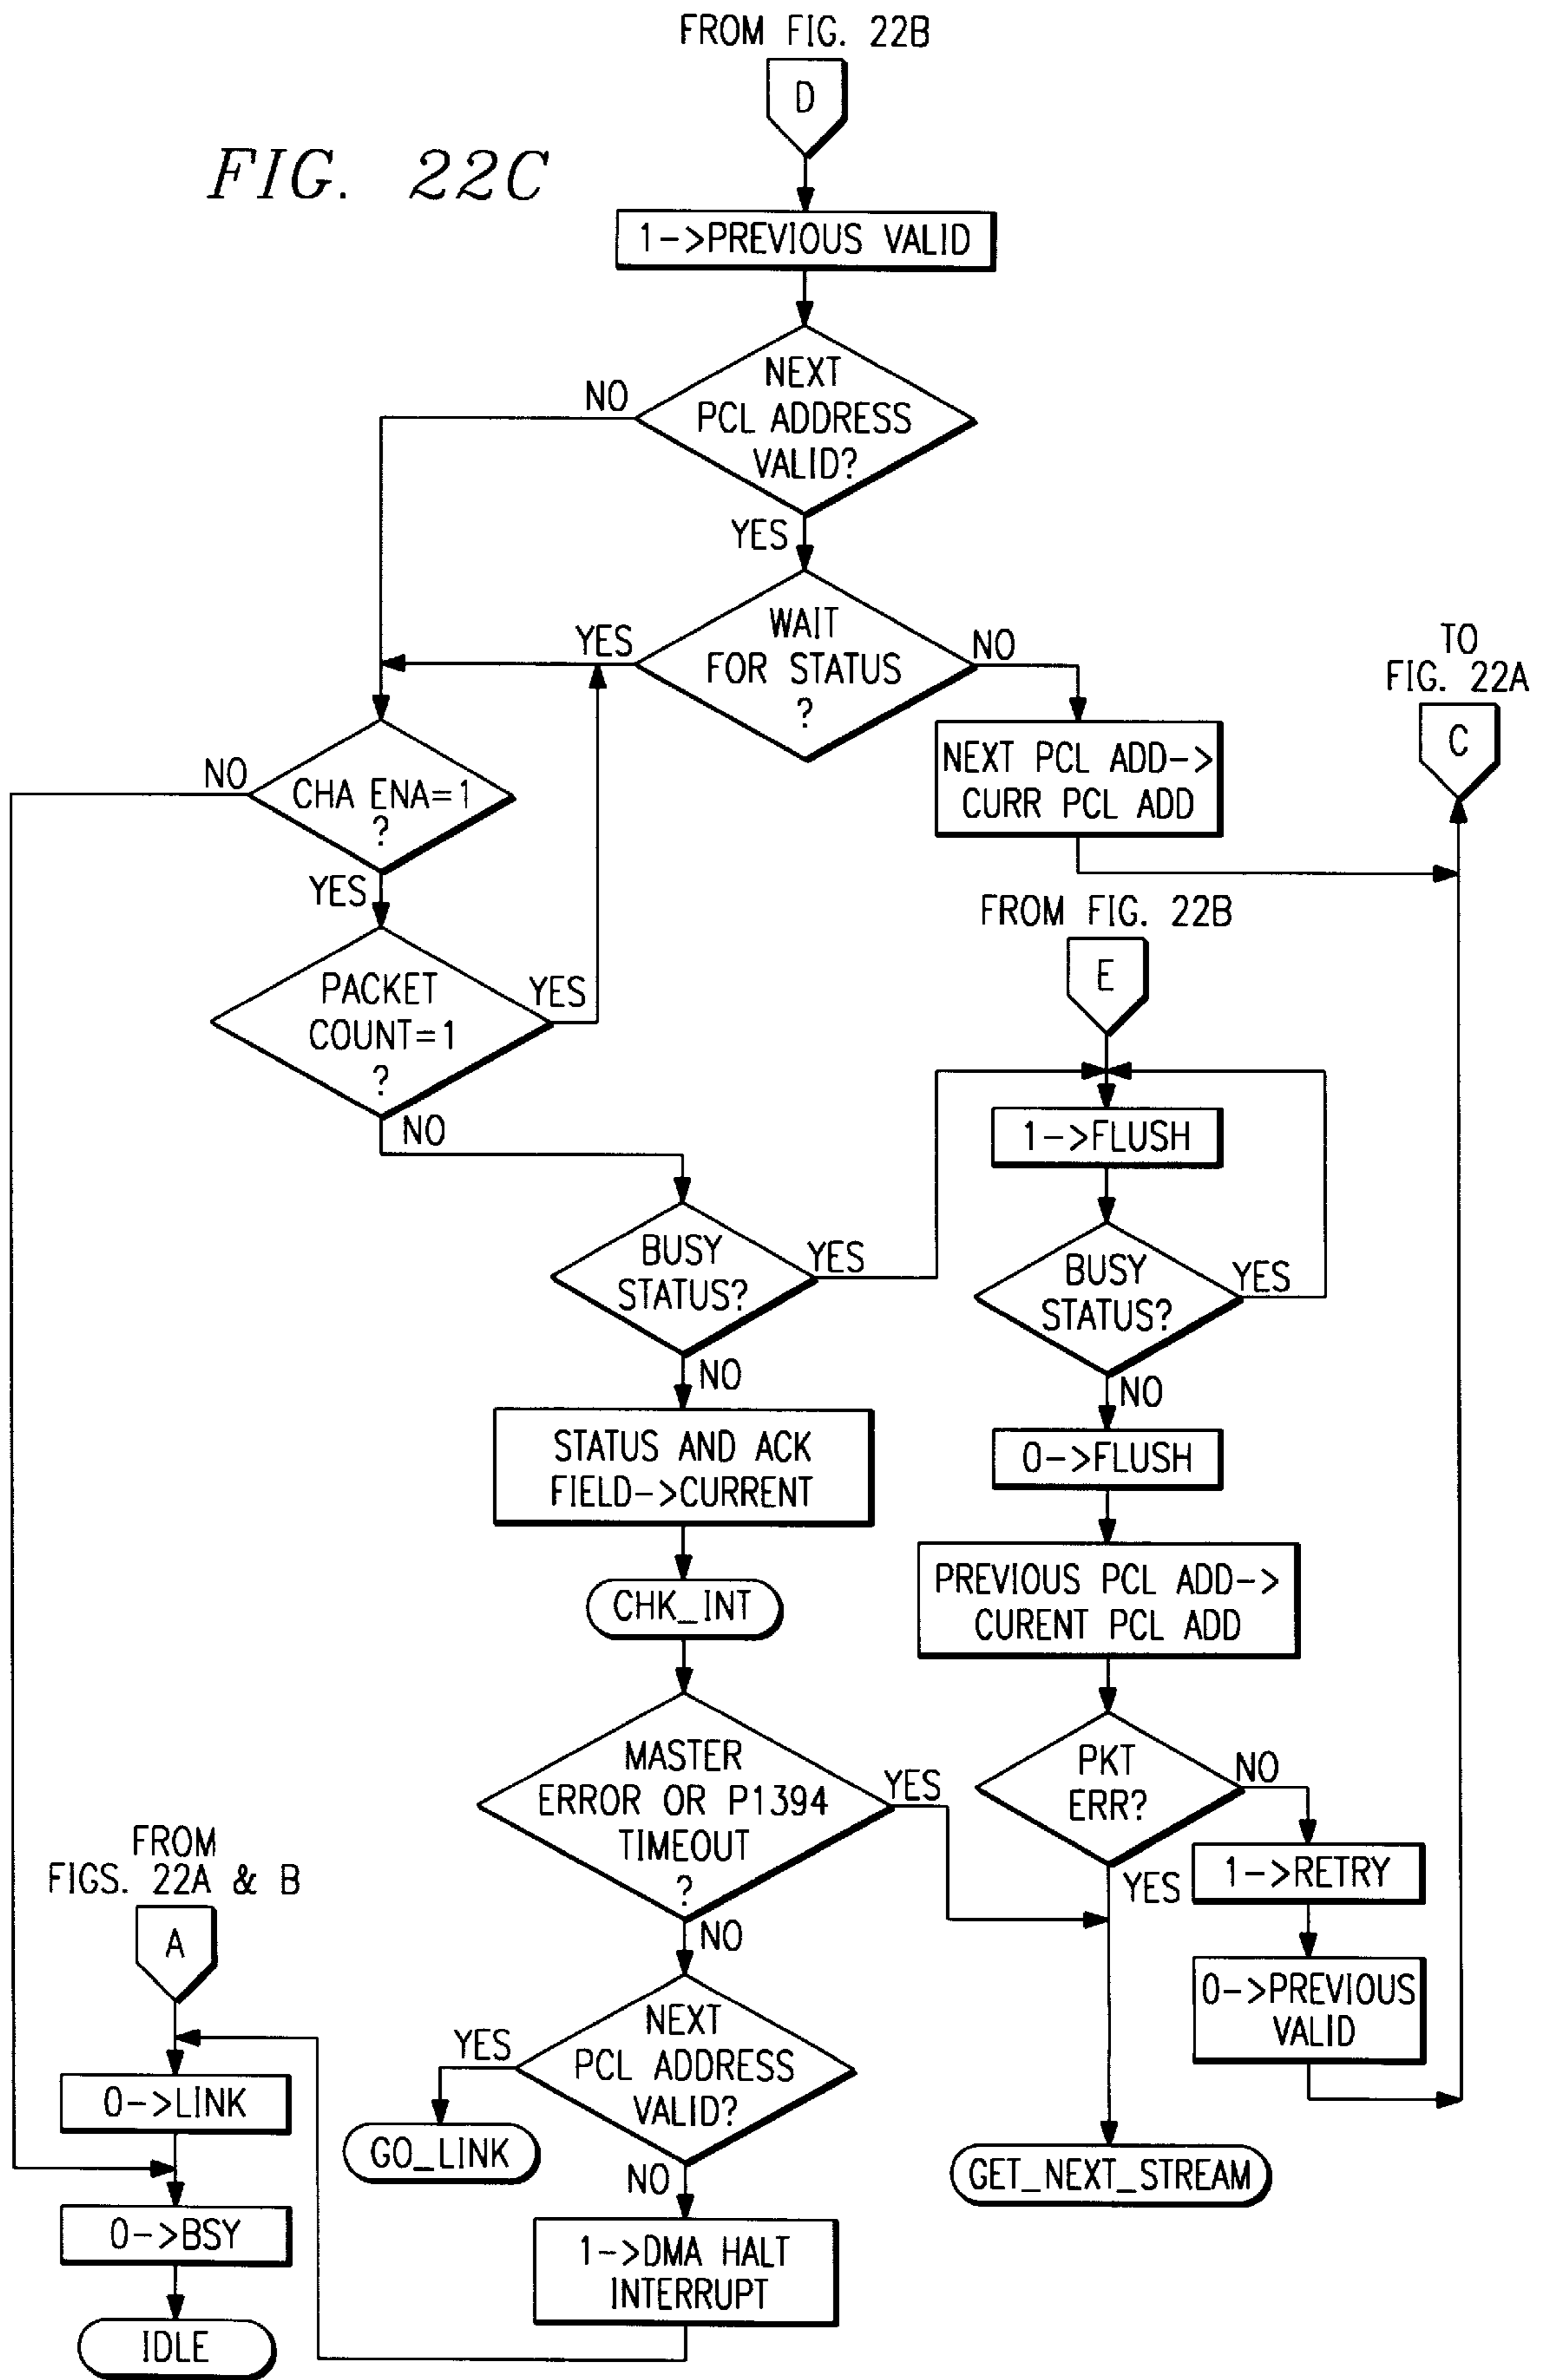 FROM FIG. 22B
D
FIG. 22C
1->PREVIOUS VALID
NEXT
PCL ADDRESS
VALID?
NO
YES
WAIT
FOR STATUS
?
YES
NO
NEXT PCL ADD->
CURR PCL ADD
TO
FIG. 22A
C
CHA ENA=1
?
NO
YES
PACKET
COUNT=1
?
YES
NO
FROM FIG. 22B
E
1->FLUSH
BUSY
STATUS?
YES
NO
BUSY
STATUS?
YES
NO
STATUS AND ACK
FIELD->CURRENT
0->FLUSH
CHK_INT
PREVIOUS PCL ADD->
CURENT PCL ADD
MASTER
ERROR OR P1394
TIMEOUT
?
YES
NO
PKT
ERR?
NO
YES
1->RETRY
0->PREVIOUS
VALID
FROM
FIGS. 22A & B
A
0->LINK
0->BSY
IDLE
NEXT
PCL ADDRESS
VALID?
YES
NO
GO_LINK
1->DMA HALT
INTERRUPT
GET_NEXT_STREAM